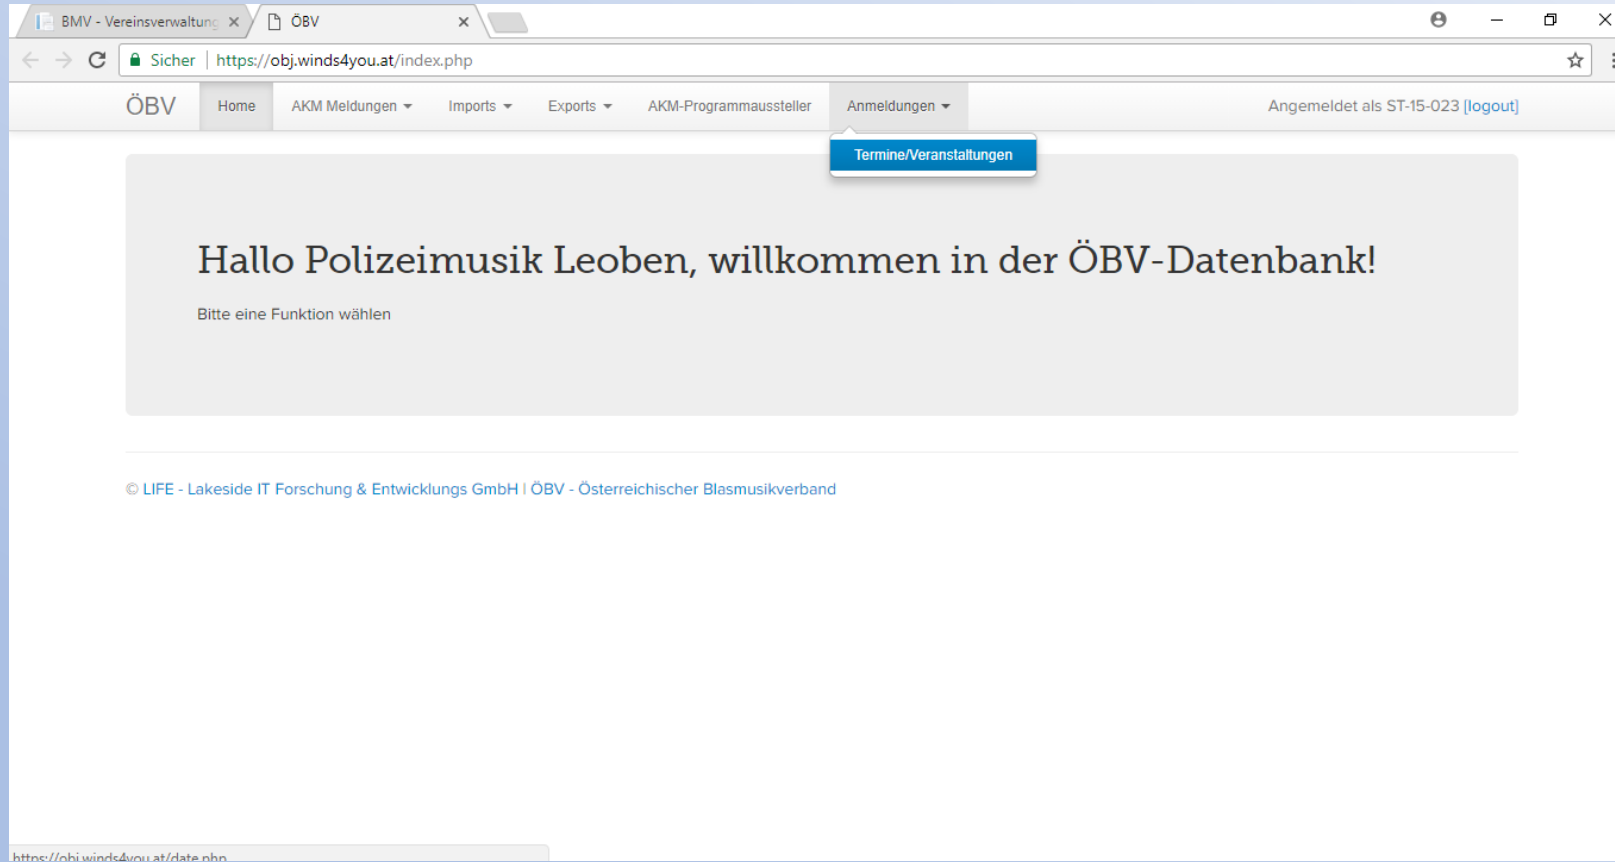 BMV - Vereinsverwaltung
ÖBV
Sicher | https://obj.winds4you.at/index.php
ÖBV Home AKM Meldungen Imports Exports AKM-Programmaussteller Anmeldungen Angemeldet als ST-15-023 [logout]
Termine/Veranstaltungen
Hallo Polizeimusik Leoben, willkommen in der ÖBV-Datenbank!
Bitte eine Funktion wählen
© LIFE - Lakeside IT Forschung & Entwicklungs GmbH | ÖBV - Österreichischer Blasmusikverband
https://obj.winds4you.at/date.php